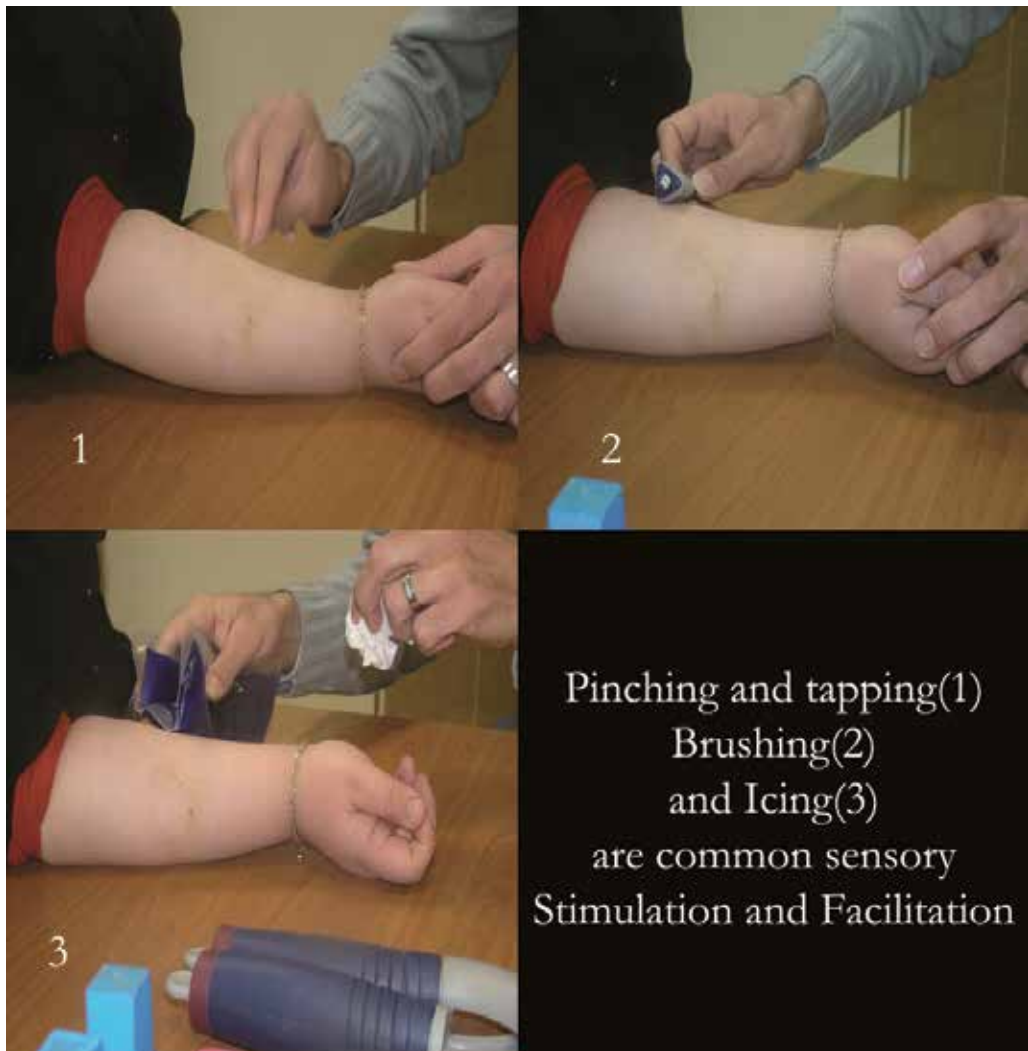 1
2
3
Pinching and tapping(1)
Brushing(2)
and Icing(3)
are common sensory
Stimulation and Facilitation